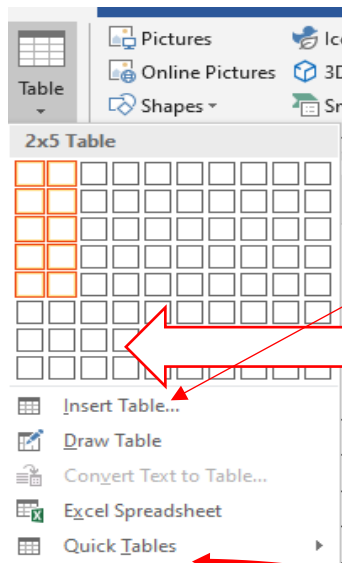 Pictures
Online Pictures 3D
Table
Shapes
2x5 Table
Insert Table...
Draw Table
Convert Text to Table...
Excel Spreadsheet
Quick Tables